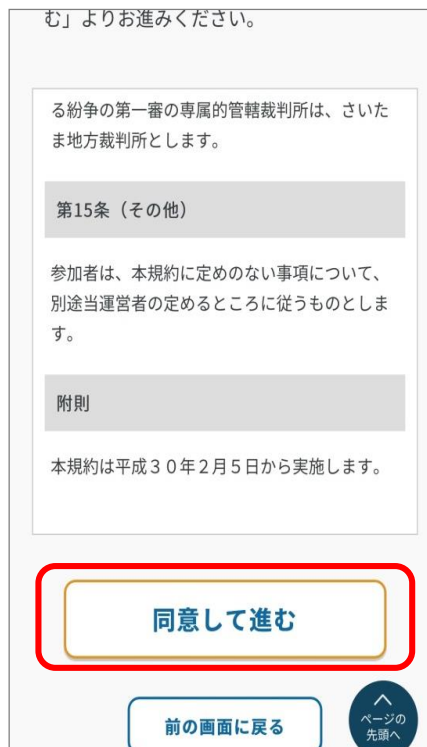 む」よりお進みください。
る紛争の第一審の専属的管轄裁判所は、さいた
ま地方裁判所とします。
第15条（その他）
参加者は、本規約に定めのない事項について、
別途当運営者の定めるところに従うものとしま
す。
附則
本規約は平成３０年２月５日から実施します。
同意して進む
前の画面に戻る
ページの
先頭へ